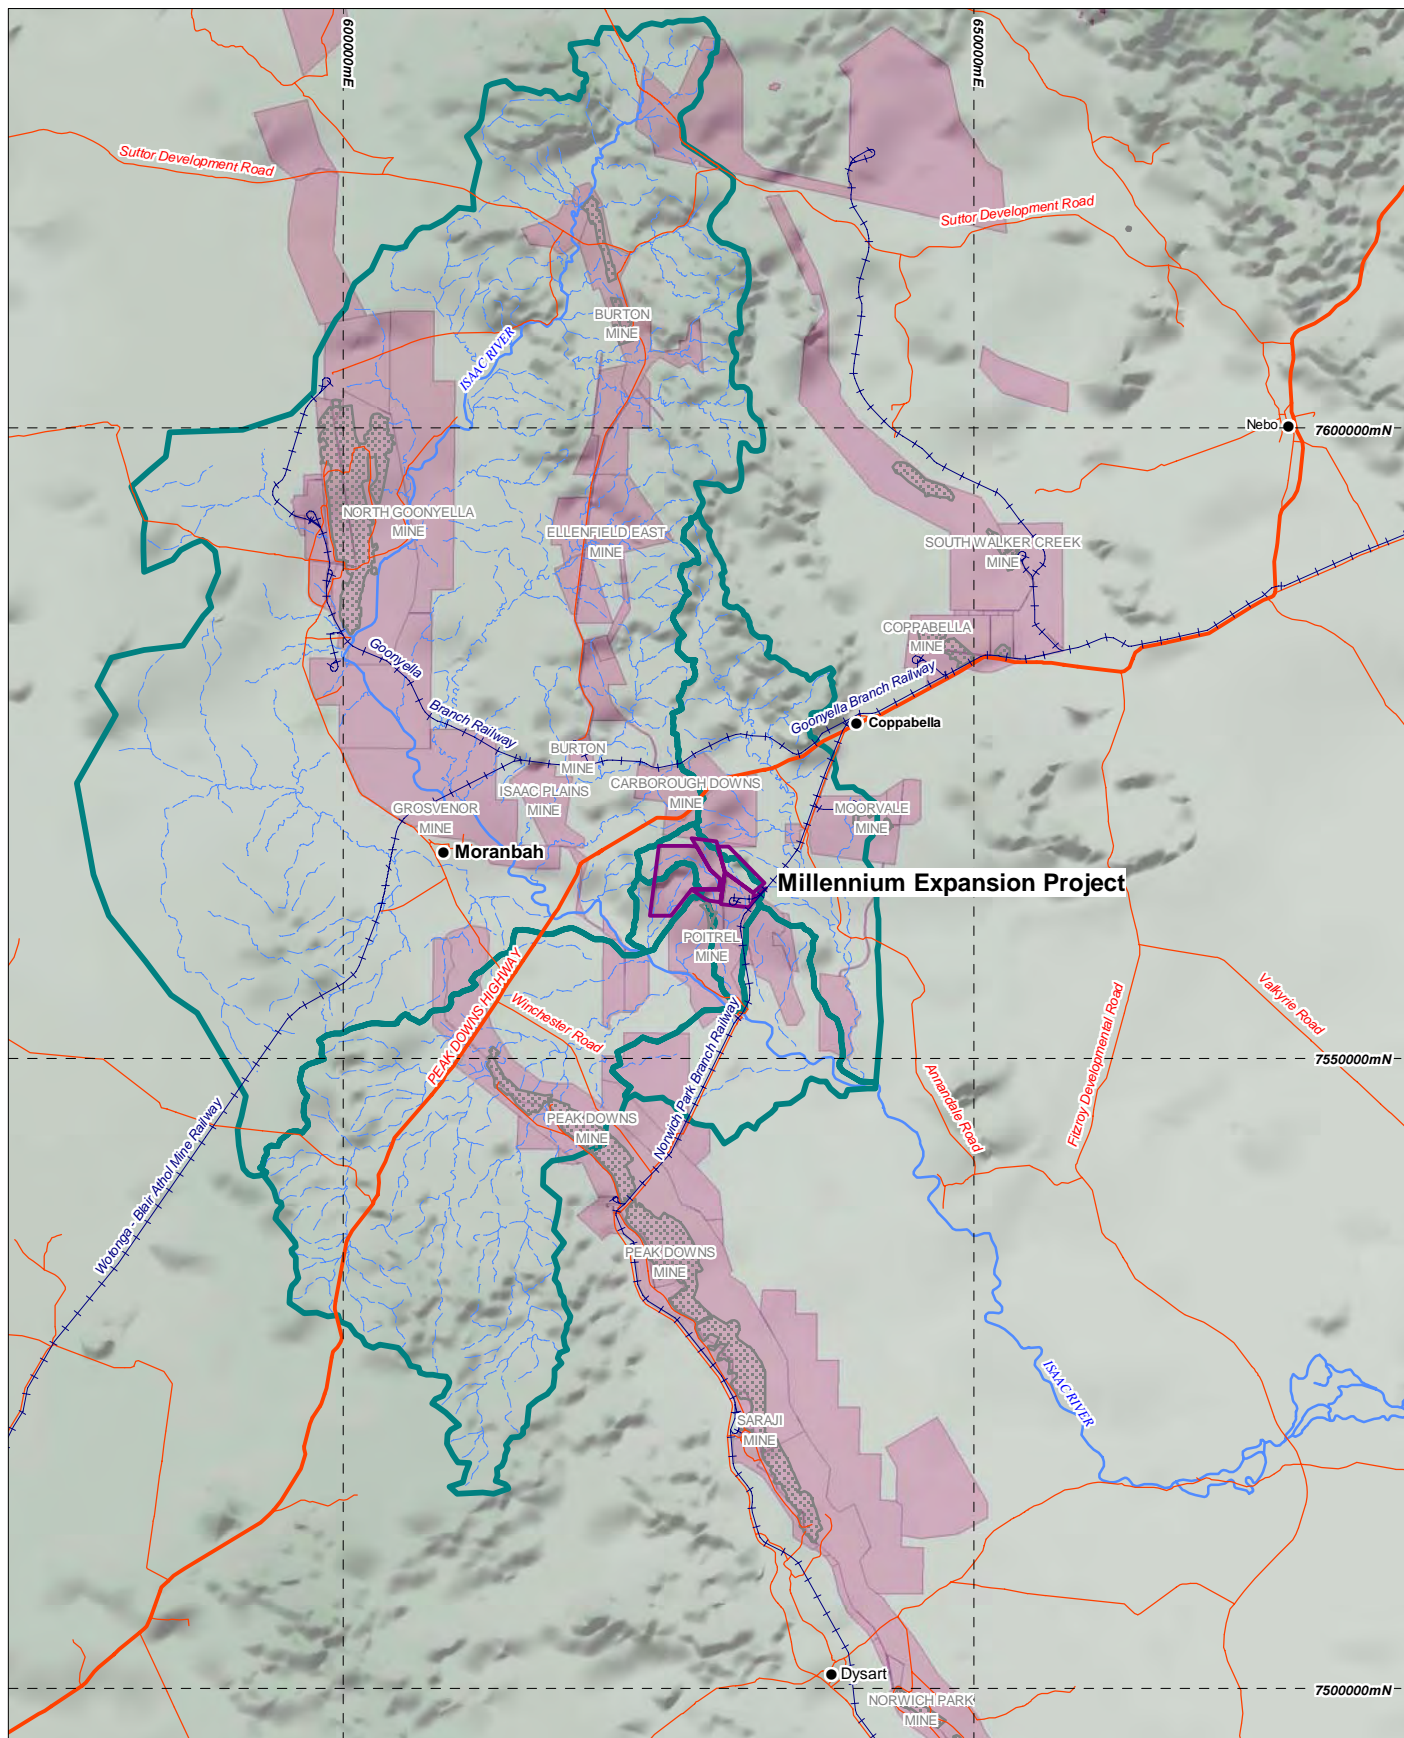 600000mE
650000mE
Suttor Development Road
Suttor Development Road
BURTON
MINE
ISAAC RIVER
Nebo
7600000mN
NORTH GOONYELLA
MINE
ELLENFIELD EAST
MINE
SOUTH WALKER CREEK
MINE
COPPABELLA
MINE
Goonyella
Branch Railway
Goonyella Branch Railway
Coppabella
BURTON
MINE
ISAAC PLAINS
MINE
CARBOROUGH DOWNS
MINE
GROSVENOR
MINE
MOORVALE
MINE
Moranbah
Millennium Expansion Project
POITREL
MINE
PEAK DOWNS HIGHWAY
Winchester Road
Norwich Park Branch Railway
Valkyrie Road
Fitzroy Developmental Road
Annandale Road
7550000mN
Wotonga - Blair Athol Mine Railway
PEAK DOWNS
MINE
PEAK DOWNS
MINE
ISAAC RIVER
SARAJI
MINE
Dysart
7500000mN
NORWICH PARK
MINE